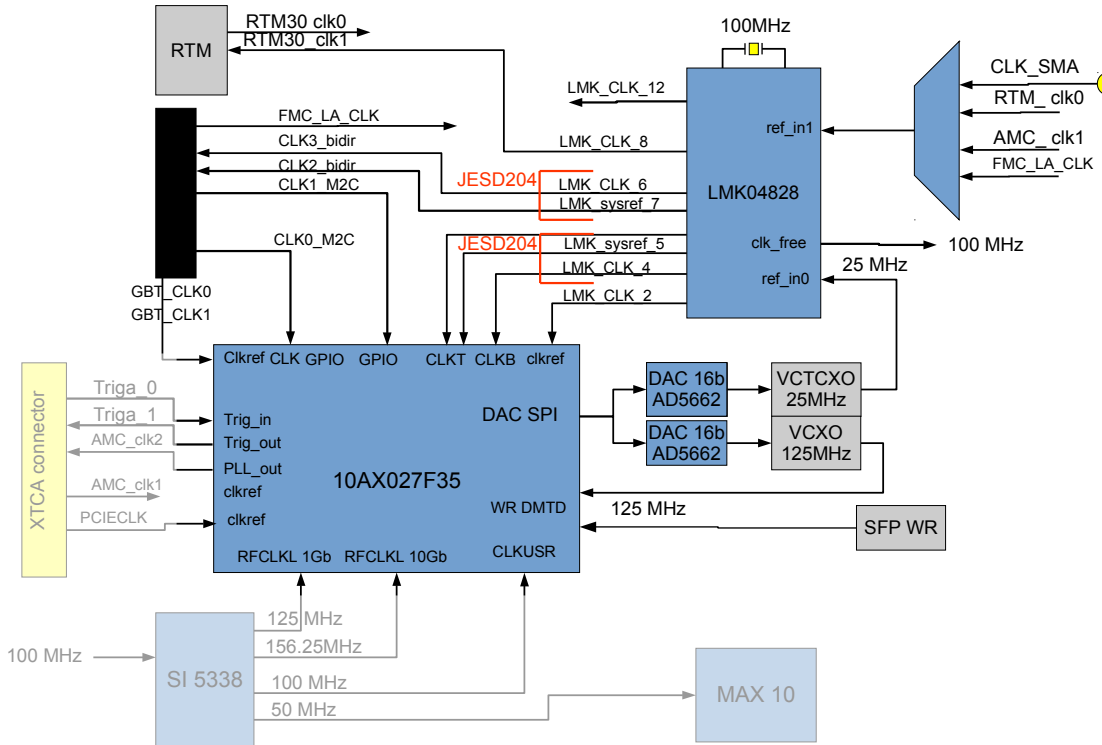 RTM30 clk0
RTM30_clk1
RTM
100MHz
CLK_SMA
RTM_ clk0
AMC_ clk1
FMC_LA_CLK
LMK_CLK_12
ref_in1
FMC_LA_CLK
CLK3_bidir
LMK_CLK_8
CLK2_bidir
JESD204
CLK1_M2C
LMK_CLK_6
LMK04828
LMK_sysref_7
CLK0_M2C
JESD204
LMK_sysref_5
clk_free
100 MHz
LMK_CLK_4
25 MHz
ref_in0
GBT_CLK0
LMK_CLK_2
GBT_CLK1
Clkref
CLK
GPIO
GPIO
CLKT
CLKB
clkref
DAC 16b
AD5662
VCTCXO
25MHz
XTCA connector
Triga_0
Triga_1
Trig_in
DAC SPI
AMC_clk2
Trig_out
DAC 16b
AD5662
VCXO
125MHz
PLL_out
10AX027F35
AMC_clk1
clkref
PCIECLK
clkref
WR DMTD
125 MHz
SFP WR
RFCLKL 1Gb
RFCLKL 10Gb
CLKUSR
125 MHz
156.25MHz
100 MHz
SI 5338
100 MHz
50 MHz
MAX 10